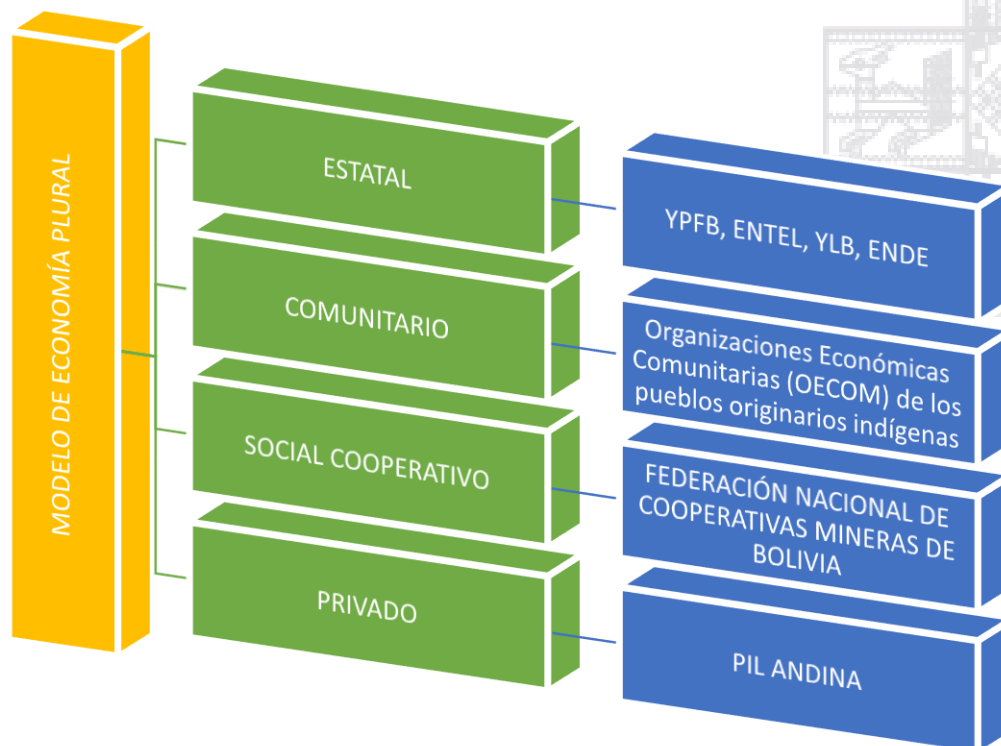 MODELO DE ECONOMÍA PLURAL
ESTATAL
YPFB, ENTEL, YLB, ENDE
COMUNITARIO
Organizaciones Económicas
Comunitarias (OECOM) de los
pueblos originarios indígenas
SOCIAL COOPERATIVO
FEDERACIÓN NACIONAL DE
COOPERATIVAS MINERAS DE
BOLIVIA
PRIVADO
PIL ANDINA